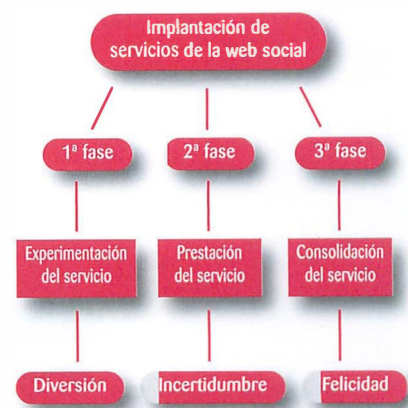 Implantación de
servicios de la web social
1ª fase
2ª fase
3ª fase
Experimentación
del servicio
Prestación
del servicio
Consolidación
del servicio
Diversión
Incertidumbre
Felicidad